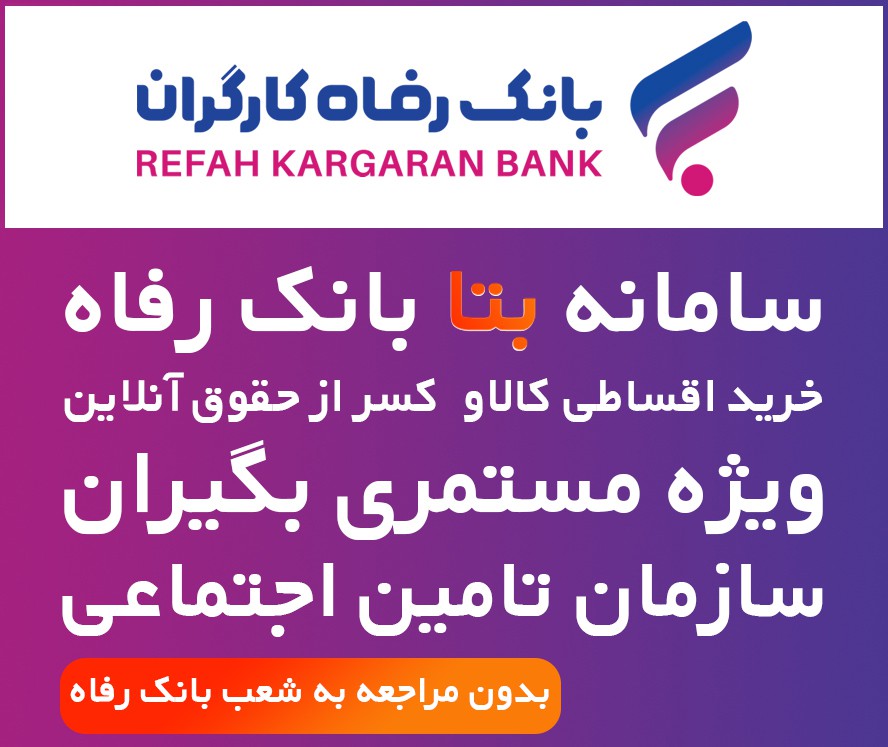 بانک رفاه کارگران
REFAH KARGARAN BANK
سامانه بتا بانک رفاه
خرید اقساطی کالاو کسر از حقوق آنلاین
ویژه مستمری بگیران
سازمان تامین اجتماعی
بدون مراجعه به شعب بانک رفاه